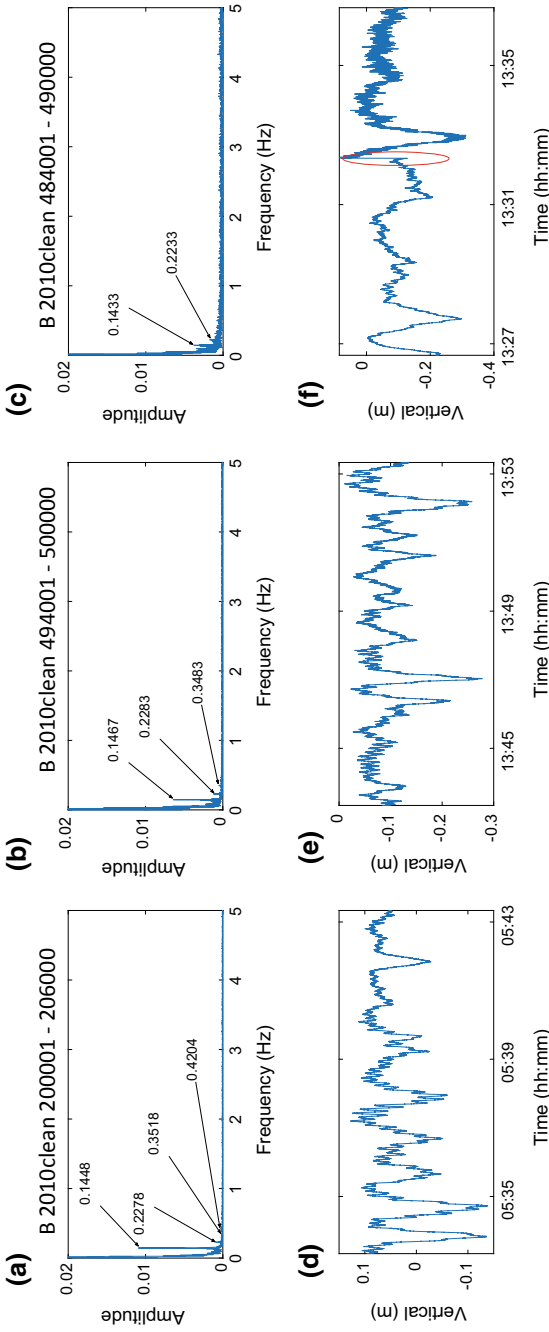 (a)
B 2010clean 200001 - 206000
0.02
0.01
0
Amplitude
0.1448
0.2278
0.3518
0.4204
0 1 2 3 4 5
Frequency (Hz)
(b)
B 2010clean 494001 - 500000
0.02
0.01
0
Amplitude
0.1467
0.2283
0.3483
0 1 2 3 4 5
Frequency (Hz)
(c)
B 2010clean 484001 - 490000
0.02
0.01
0
Amplitude
0.1433
0.2233
0 1 2 3 4 5
Frequency (Hz)
(d)
0.1
0
-0.1
Vertical (m)
05:35 05:39 05:43
Time (hh:mm)
(e)
0
-0.1
-0.2
-0.3
Vertical (m)
13:45 13:49 13:53
Time (hh:mm)
(f)
0
-0.2
-0.4
Vertical (m)
13:27 13:31 13:35
Time (hh:mm)